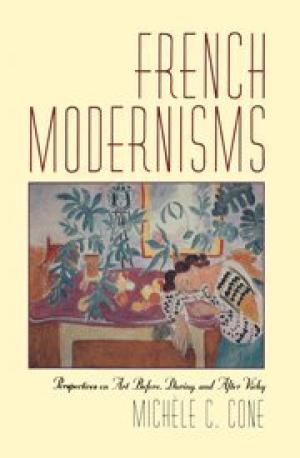 FRENCH
MODERNISMS
Perspectives on Art Before, During, and After Vichy
MICHÈLE C. CONE